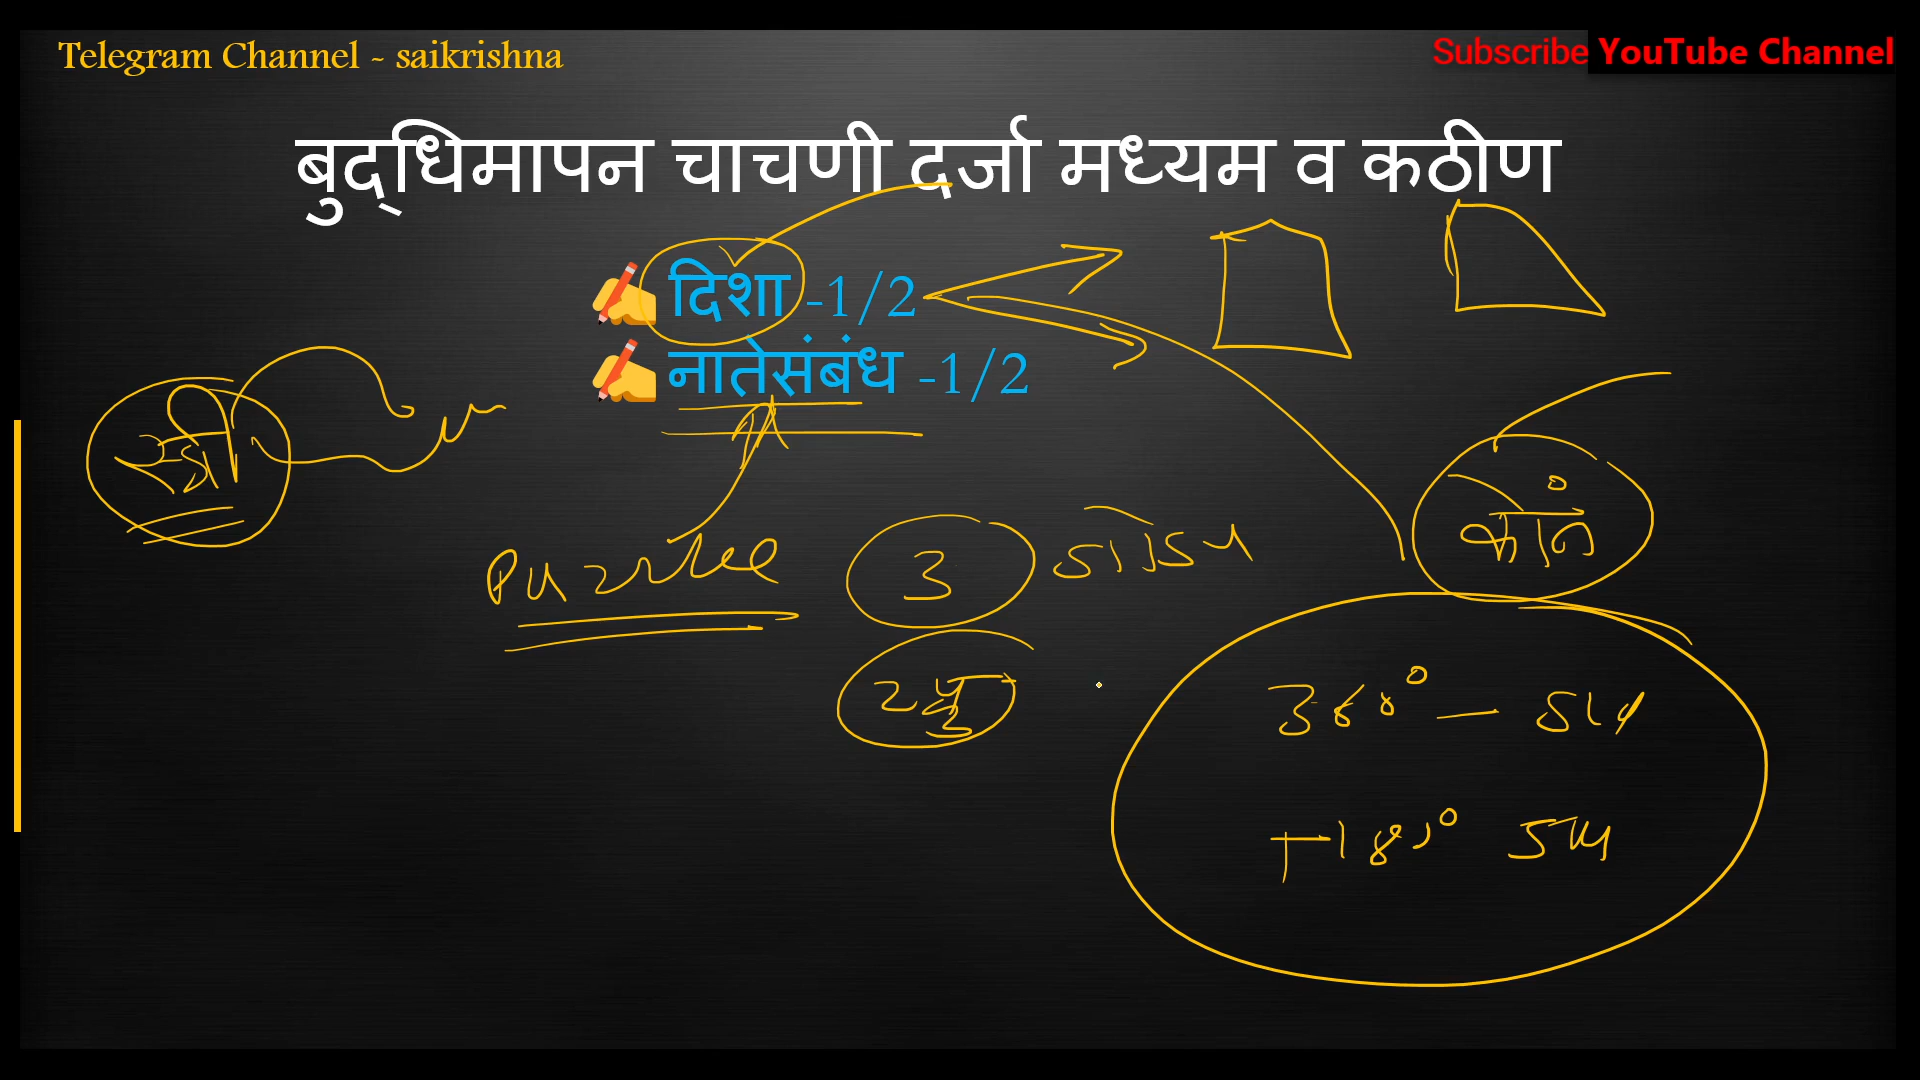 Telegram Channel - saikrishna
Subscribe YouTube Channel
बुद्धिमापन चाचणी दर्जा मध्यम व कठीण
✍ दिशा -1/2
✍ नातेसंबंध -1/2
स्त्री
Puzzle
3
कोनं
360°
180°